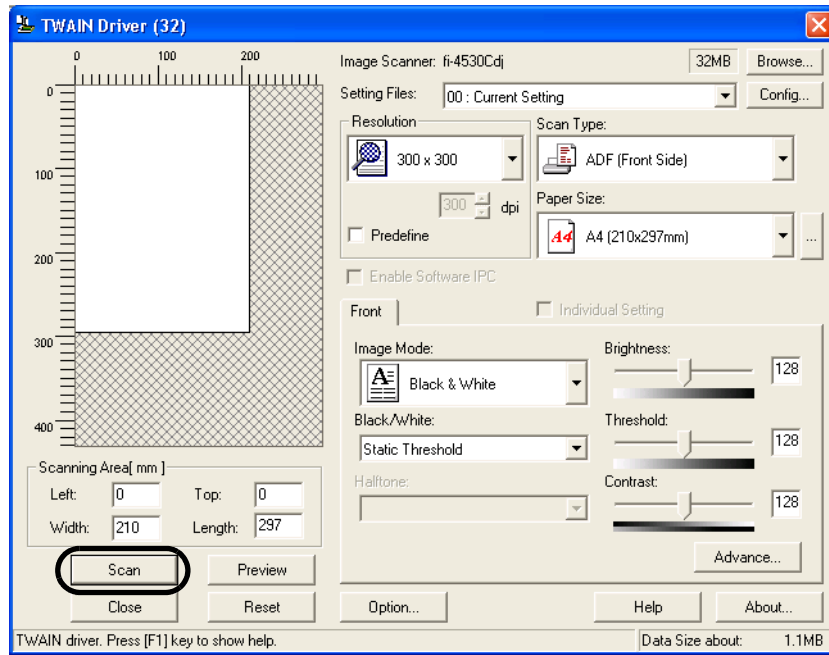 TWAIN Driver (32)
0 100 200
0
100
200
300
400
Image Scanner: fi-4530Cdj 32MB Browse...
Setting Files: 00 : Current Setting Config...
Resolution
300 x 300
300 dpi
Predefine
Scan Type:
ADF (Front Side)
Paper Size:
A4 A4 (210x297mm) ...
Enable Software IPC
Front Individual Setting
Image Mode:
A Black & White
Black/White:
Static Threshold
Halftone:
Brightness:
128
Threshold:
128
Contrast:
128
Advance...
Scanning Area[ mm ]
Left: 0 Top: 0
Width: 210 Length: 297
Scan Preview
Close Reset Option... Help About...
TWAIN driver. Press [F1] key to show help. Data Size about: 1.1MB